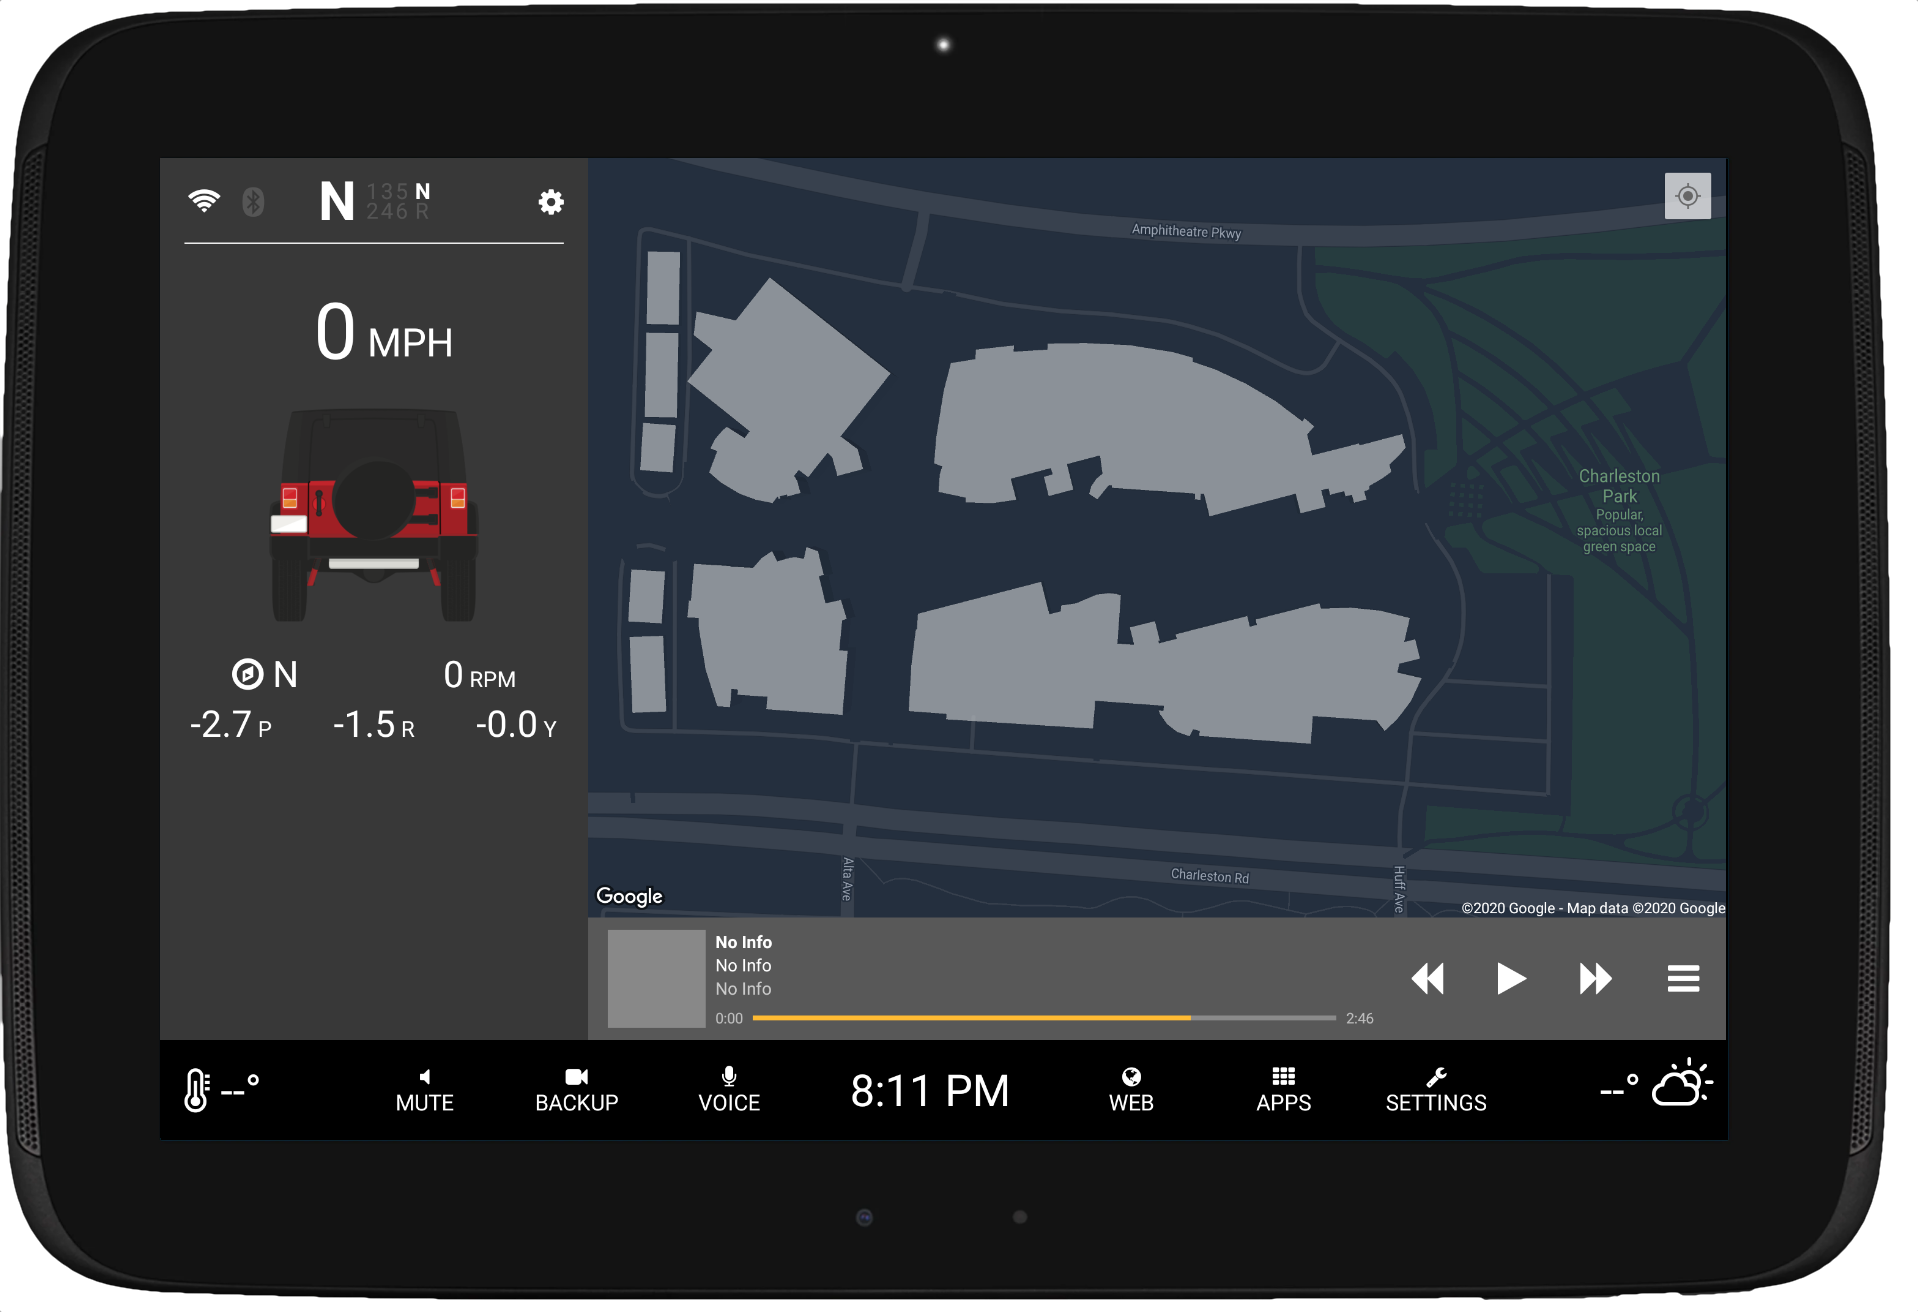 N
135 N
246 R
0 MPH
N
0 RPM
-2.7 P
-1.5 R
-0.0 Y
Amphitheatre Pkwy
Charleston
Park
Popular,
spacious local
green space
Alta Ave
Charleston Rd
Huff Ave
Google
©2020 Google - Map data ©2020 Google
No Info
No Info
No Info
0:00
2:46
--°
MUTE
BACKUP
VOICE
8:11 PM
WEB
APPS
SETTINGS
--°